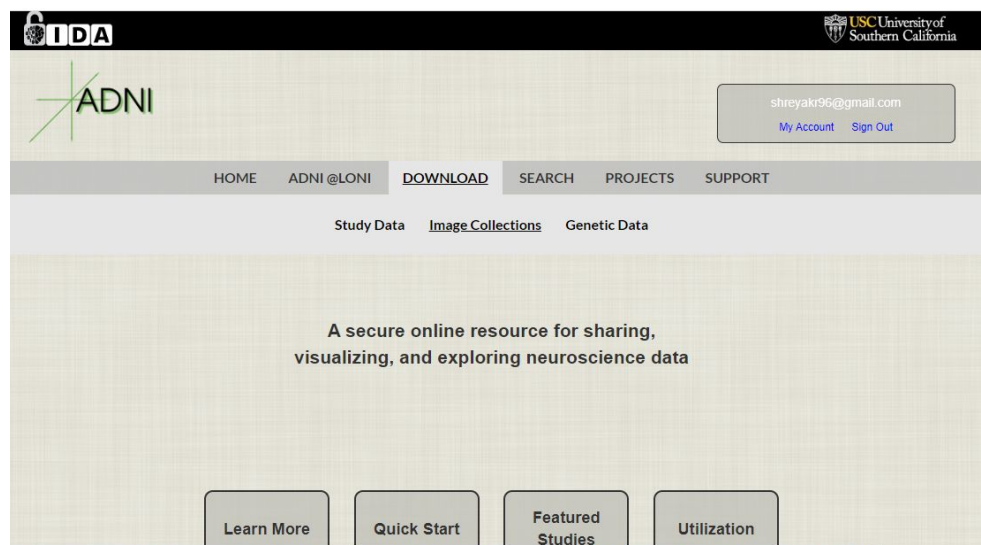 IDA
USC University of
Southern California
ADNI
shreyakr96@gmail.com
My Account Sign Out
HOME ADNI @LONI DOWNLOAD SEARCH PROJECTS SUPPORT
Study Data Image Collections Genetic Data
A secure online resource for sharing,
visualizing, and exploring neuroscience data
Learn More Quick Start Featured Studies Utilization